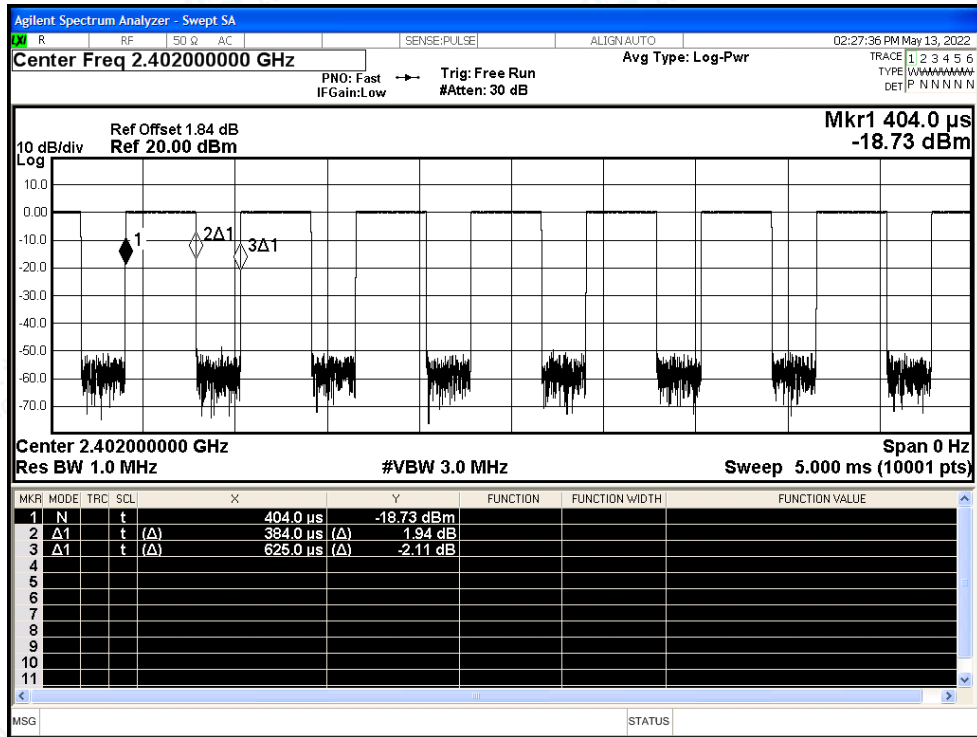 Agilent Spectrum Analyzer - Swept SA
LXI R RF 50 Ω AC SENSE:PULSE ALIGN AUTO 02:27:36 PM May 13, 2022
Center Freq 2.402000000 GHz
PNO: Fast
IFGain:Low
Trig: Free Run
#Atten: 30 dB
Avg Type: Log-Pwr
TRACE 1 2 3 4 5 6
TYPE WWWWWW
DET P N N N N N
Mkr1 404.0 µs
-18.73 dBm
Ref Offset 1.84 dB
10 dB/div Ref 20.00 dBm
Log
10.0
0.00
-10.0
-20.0
-30.0
-40.0
-50.0
-60.0
-70.0
1
2Δ1
3Δ1
Center 2.402000000 GHz Span 0 Hz
Res BW 1.0 MHz #VBW 3.0 MHz Sweep 5.000 ms (10001 pts)
MKR MODE TRC SCL X Y FUNCTION FUNCTION WIDTH FUNCTION VALUE
1 N t 404.0 µs -18.73 dBm
2 Δ1 t (Δ) 384.0 µs (Δ) 1.94 dB
3 Δ1 t (Δ) 625.0 µs (Δ) -2.11 dB
4
5
6
7
8
9
10
11
MSG STATUS